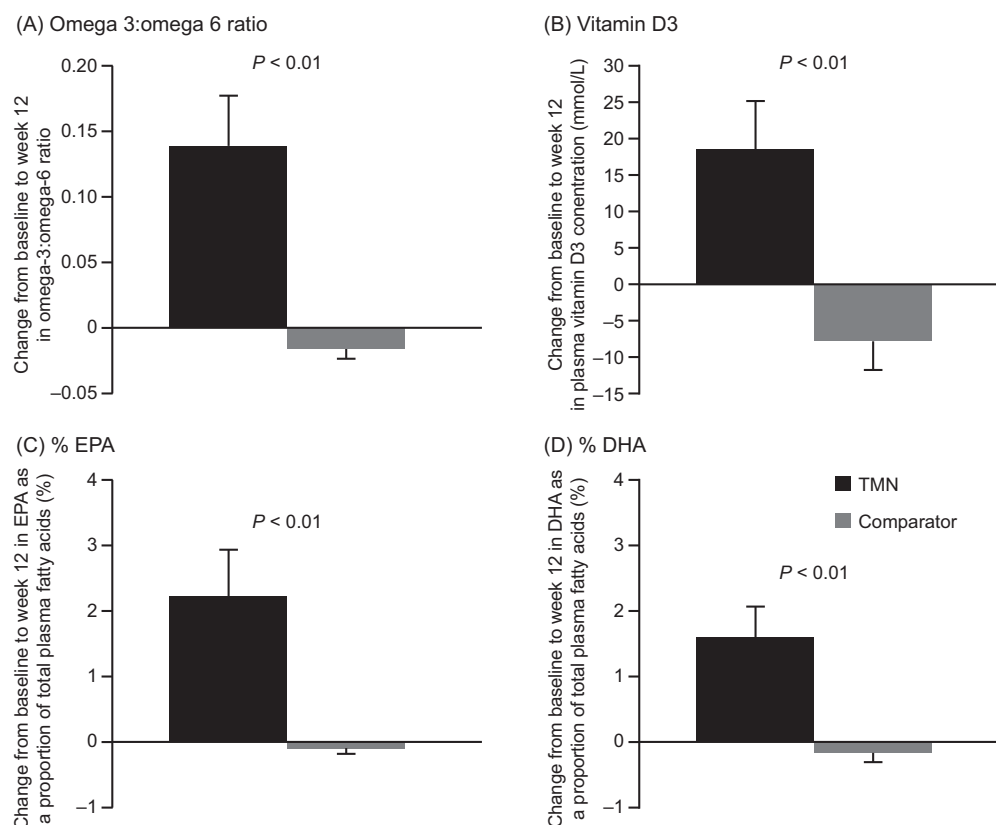 (A) Omega 3:omega 6 ratio
Change from baseline to week 12
in omega-3:omega-6 ratio
0.20
0.15
0.10
0.05
0
–0.05
P < 0.01
(B) Vitamin D3
Change from baseline to week 12
in plasma vitamin D3 conentration (mmol/L)
30
25
20
15
10
5
0
–5
–10
–15
P < 0.01
(C) % EPA
Change from baseline to week 12 in EPA as
a proportion of total plasma fatty acids (%)
4
3
2
1
0
–1
P < 0.01
(D) % DHA
Change from baseline to week 12 in DHA as
a proportion of total plasma fatty acids (%)
4
3
2
1
0
–1
P < 0.01
TMN
Comparator